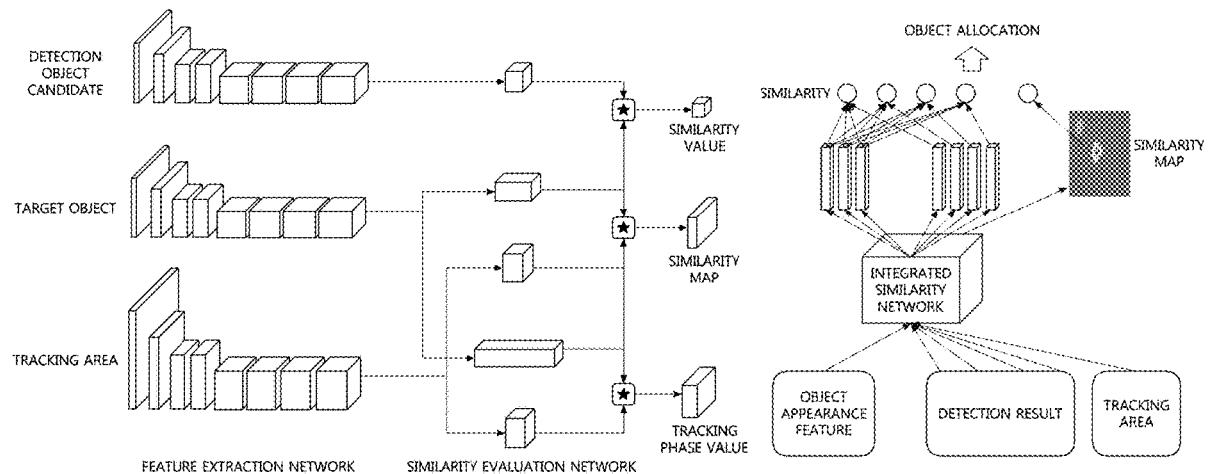 DETECTION
OBJECT
CANDIDATE
SIMILARITY
VALUE
TARGET OBJECT
SIMILARITY
MAP
TRACKING AREA
TRACKING
PHASE VALUE
FEATURE EXTRACTION NETWORK
SIMILARITY EVALUATION NETWORK
OBJECT ALLOCATION
SIMILARITY
SIMILARITY
MAP
INTEGRATED
SIMILARITY
NETWORK
OBJECT
APPEARANCE
FEATURE
DETECTION RESULT
TRACKING
AREA